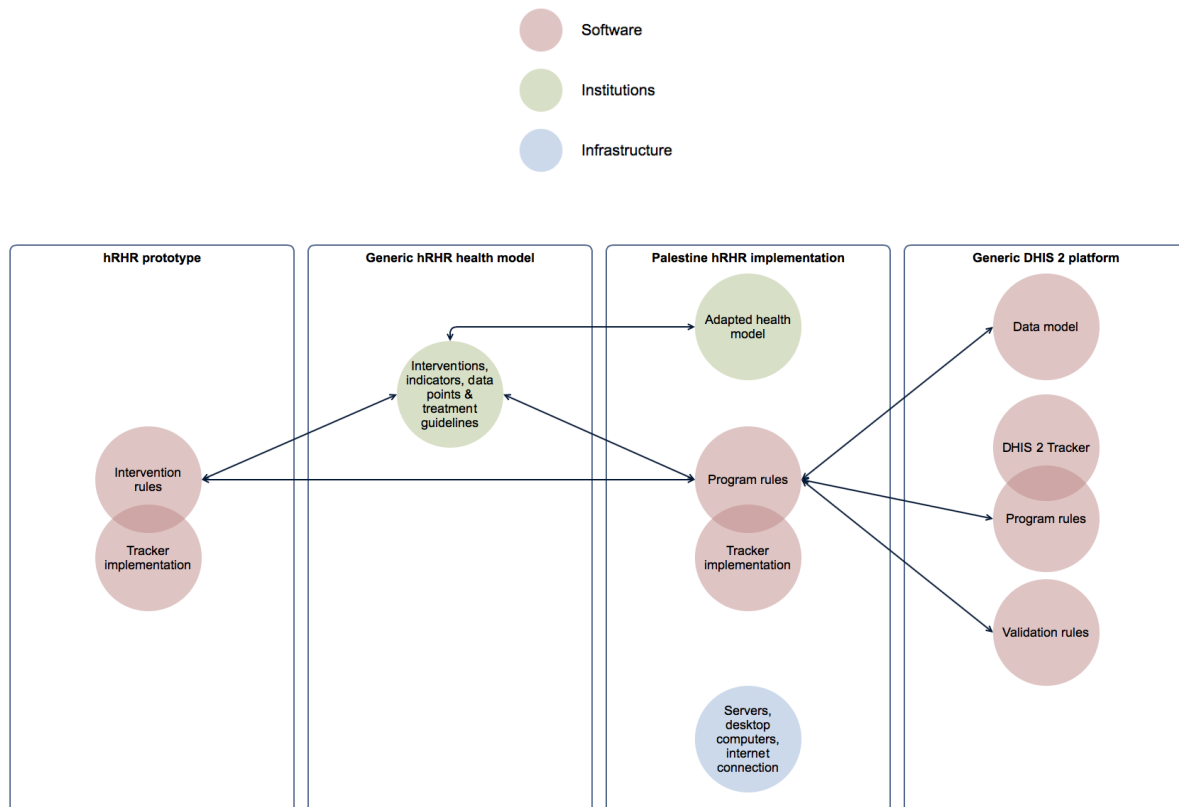 Software
Institutions
Infrastructure
hRHR prototype
Generic hRHR health model
Palestine hRHR implementation
Generic DHIS 2 platform
Intervention
rules
Tracker
implementation
Interventions,
indicators, data
points &
treatment
guidelines
Adapted health
model
Program rules
Tracker
implementation
Servers,
desktop
computers,
internet
connection
Data model
DHIS 2 Tracker
Program rules
Validation rules